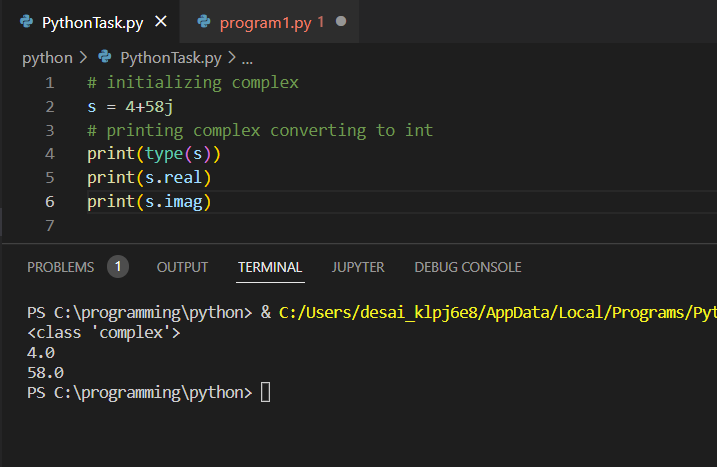 PythonTask.py × program1.py 1 ●
python > PythonTask.py > ...
1 # initializing complex
2 s = 4+58j
3 # printing complex converting to int
4 print(type(s))
5 print(s.real)
6 print(s.imag)
7
PROBLEMS 1 OUTPUT TERMINAL JUPYTER DEBUG CONSOLE
PS C:\programming\python> & C:/Users/desai_klpj6e8/AppData/Local/Programs/Pyt
<class 'complex'>
4.0
58.0
PS C:\programming\python>